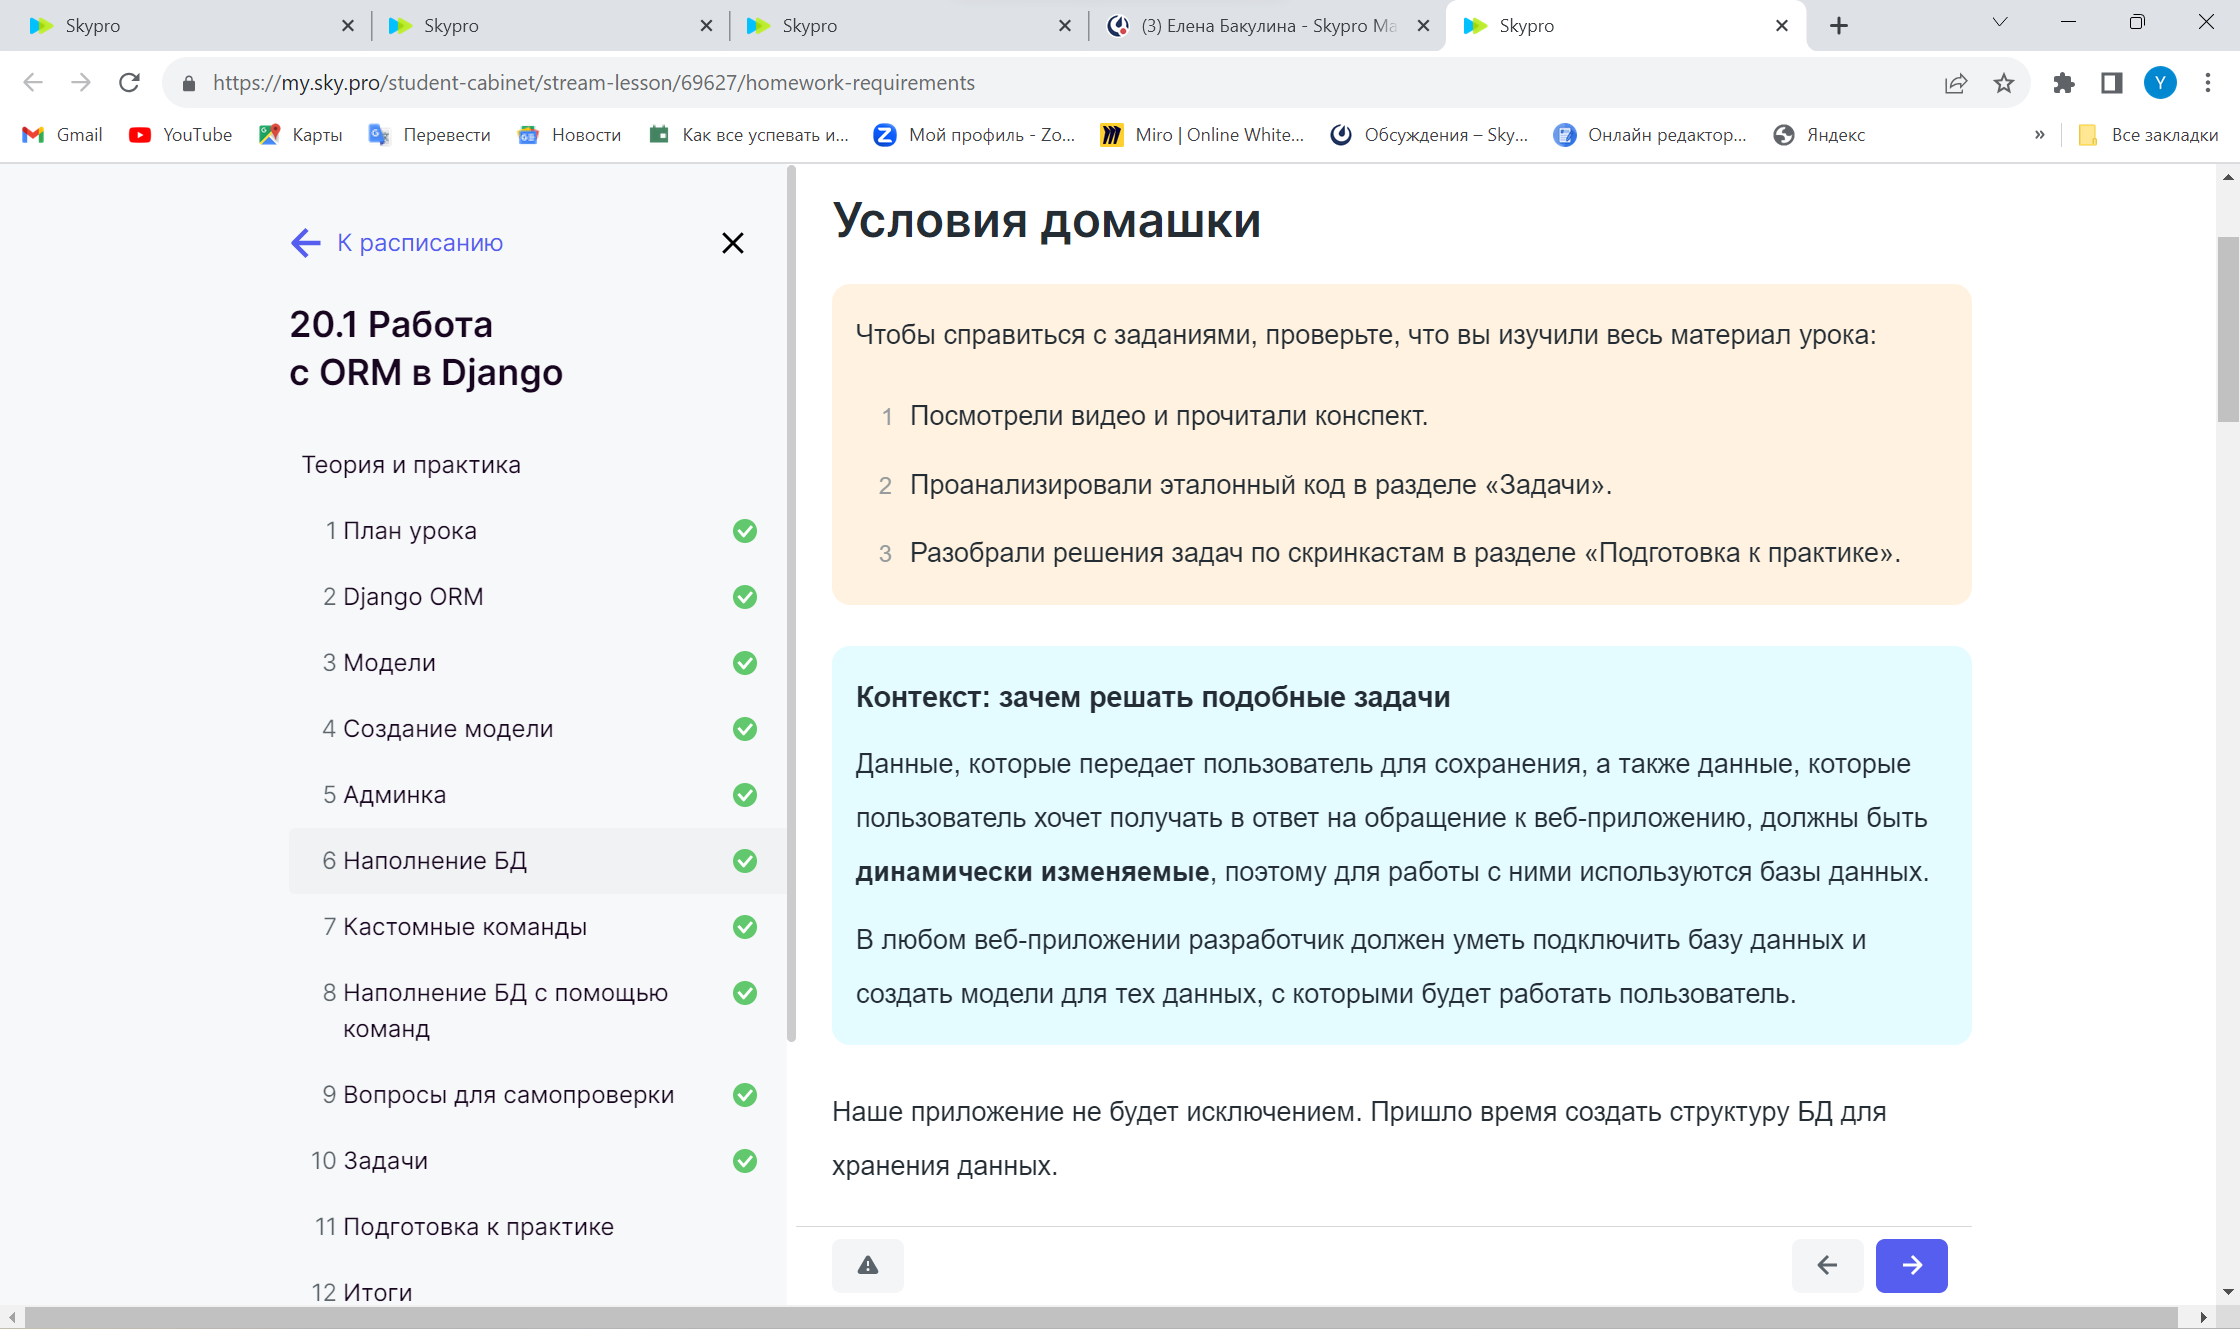 Skypro
Skypro
Skypro
(3) Елена Бакулина - Skypro Ma
Skypro
https://my.sky.pro/student-cabinet/stream-lesson/69627/homework-requirements
Y
Gmail
YouTube
Карты
Перевести
Новости
Как все успевать и...
Мой профиль - Zo...
Miro | Online White...
Обсуждения – Sky...
Онлайн редактор...
Яндекс
»
Все закладки
К расписанию
20.1 Работа
с ORM в Django
Теория и практика
1 План урока
2 Django ORM
3 Модели
4 Создание модели
5 Админка
6 Наполнение БД
7 Кастомные команды
8 Наполнение БД с помощью
команд
9 Вопросы для самопроверки
10 Задачи
11 Подготовка к практике
12 Итоги
Условия домашки
Чтобы справиться с заданиями, проверьте, что вы изучили весь материал урока:
1 Посмотрели видео и прочитали конспект.
2 Проанализировали эталонный код в разделе «Задачи».
3 Разобрали решения задач по скринкастам в разделе «Подготовка к практике».
Контекст: зачем решать подобные задачи
Данные, которые передает пользователь для сохранения, а также данные, которые
пользователь хочет получать в ответ на обращение к веб-приложению, должны быть
динамически изменяемые, поэтому для работы с ними используются базы данных.
В любом веб-приложении разработчик должен уметь подключить базу данных и
создать модели для тех данных, с которыми будет работать пользователь.
Наше приложение не будет исключением. Пришло время создать структуру БД для
хранения данных.